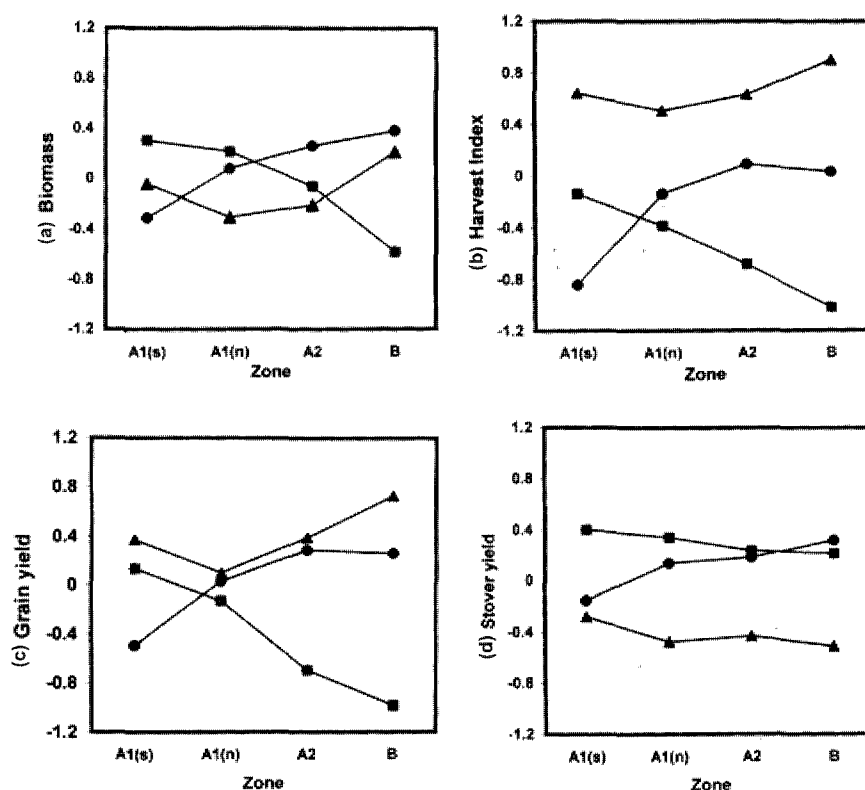 1.2
0.8
0.4
0
-0.4
-0.8
-1.2
(a) Biomass
A1(s) A1(n) A2 B
Zone
1.2
0.8
0.4
0
-0.4
-0.8
-1.2
(b) Harvest Index
A1(s) A1(n) A2 B
Zone
1.2
0.8
0.4
0
-0.4
-0.8
-1.2
(c) Grain yield
A1(s) A1(n) A2 B
Zone
1.2
0.8
0.4
0
-0.4
-0.8
-1.2
(d) Stover yield
A1(s) A1(n) A2 B
Zone